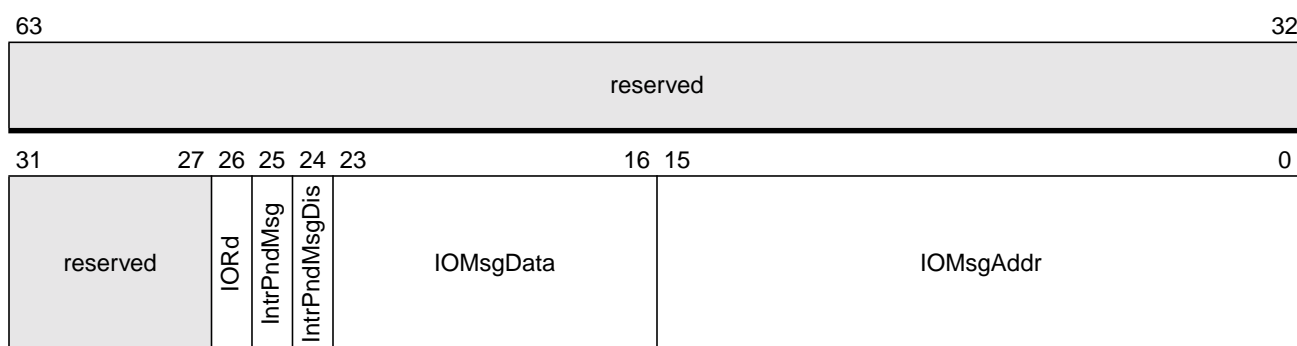 63 32
reserved
31 27 26 25 24 23 16 15 0
reserved IORd IntrPndMsg IntrPndMsgDis IOMsgData IOMsgAddr